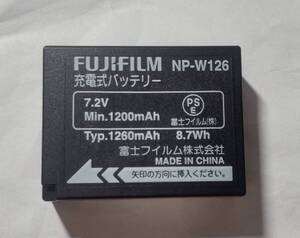 FUJIFILM NP-W126
充電式バッテリー
7.2V
Min.1200mAh
PS
E
富士フイルム(株)
Typ.1260mAh 8.7Wh
富士フイルム株式会社
MADE IN CHINA
矢印の方向に挿入ください。